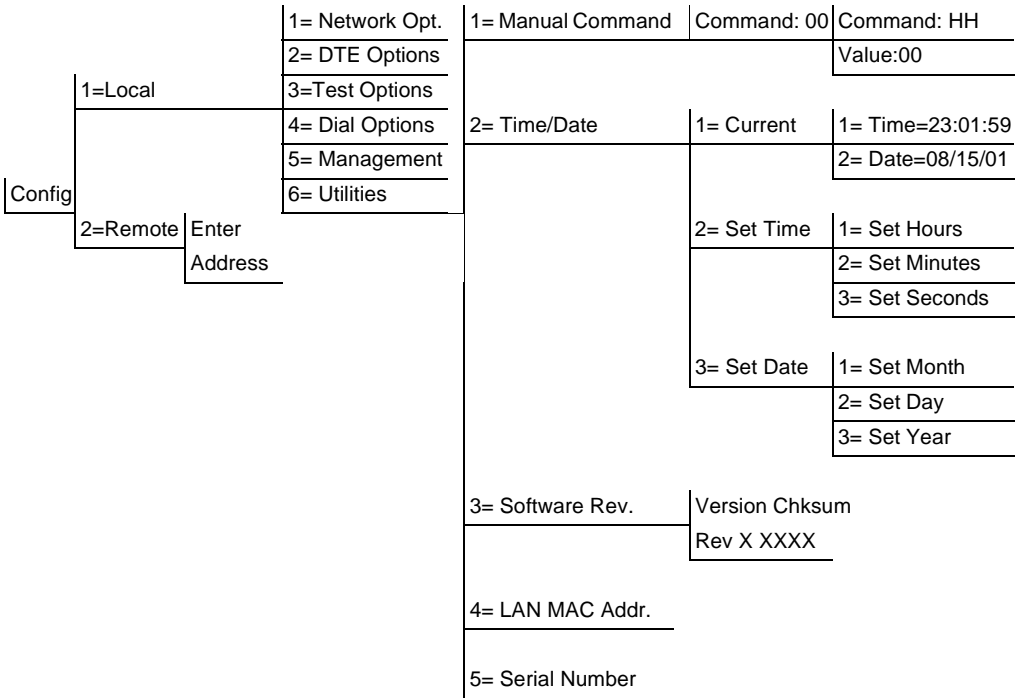 1= Network Opt. 1= Manual Command Command: 00 Command: HH
2= DTE Options Value:00
1=Local 3=Test Options
4= Dial Options 2= Time/Date 1= Current 1= Time=23:01:59
5= Management 2= Date=08/15/01
Config 6= Utilities
2=Remote Enter 2= Set Time 1= Set Hours
Address 2= Set Minutes
3= Set Seconds
3= Set Date 1= Set Month
2= Set Day
3= Set Year
3= Software Rev. Version Chksum
Rev X XXXX
4= LAN MAC Addr.
5= Serial Number